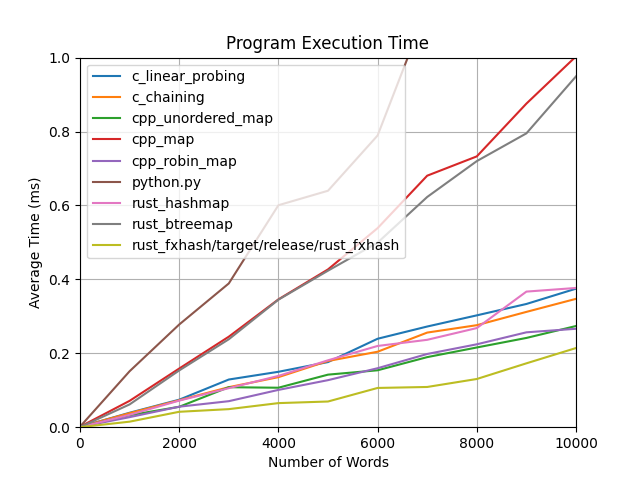 Program Execution Time
1.0
0.8
0.6
0.4
0.2
0.0
Average Time (ms)
c_linear_probing
c_chaining
cpp_unordered_map
cpp_map
cpp_robin_map
python.py
rust_hashmap
rust_btreemap
rust_fxhash/target/release/rust_fxhash
0 2000 4000 6000 8000 10000
Number of Words